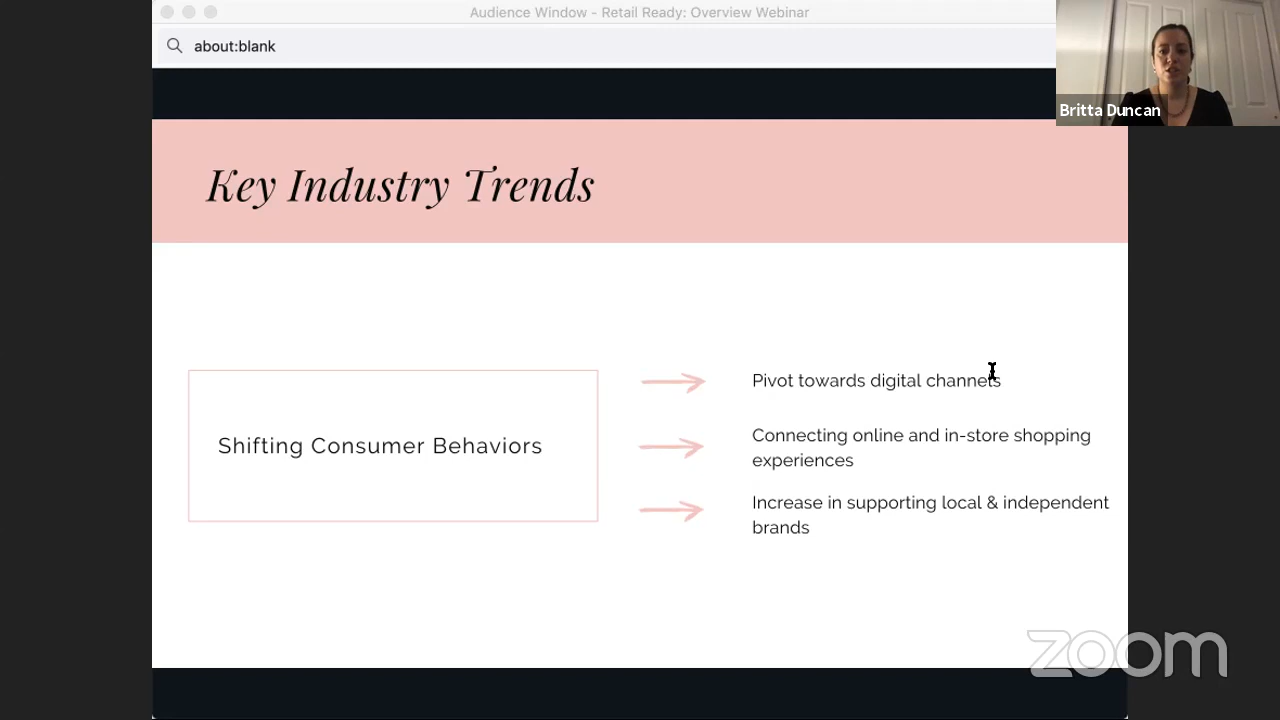 Audience Window - Retail Ready: Overview Webinar
about:blank
Britta Duncan
Key Industry Trends
Shifting Consumer Behaviors
Pivot towards digital channels
Connecting online and in-store shopping
experiences
Increase in supporting local & independent
brands
zoom